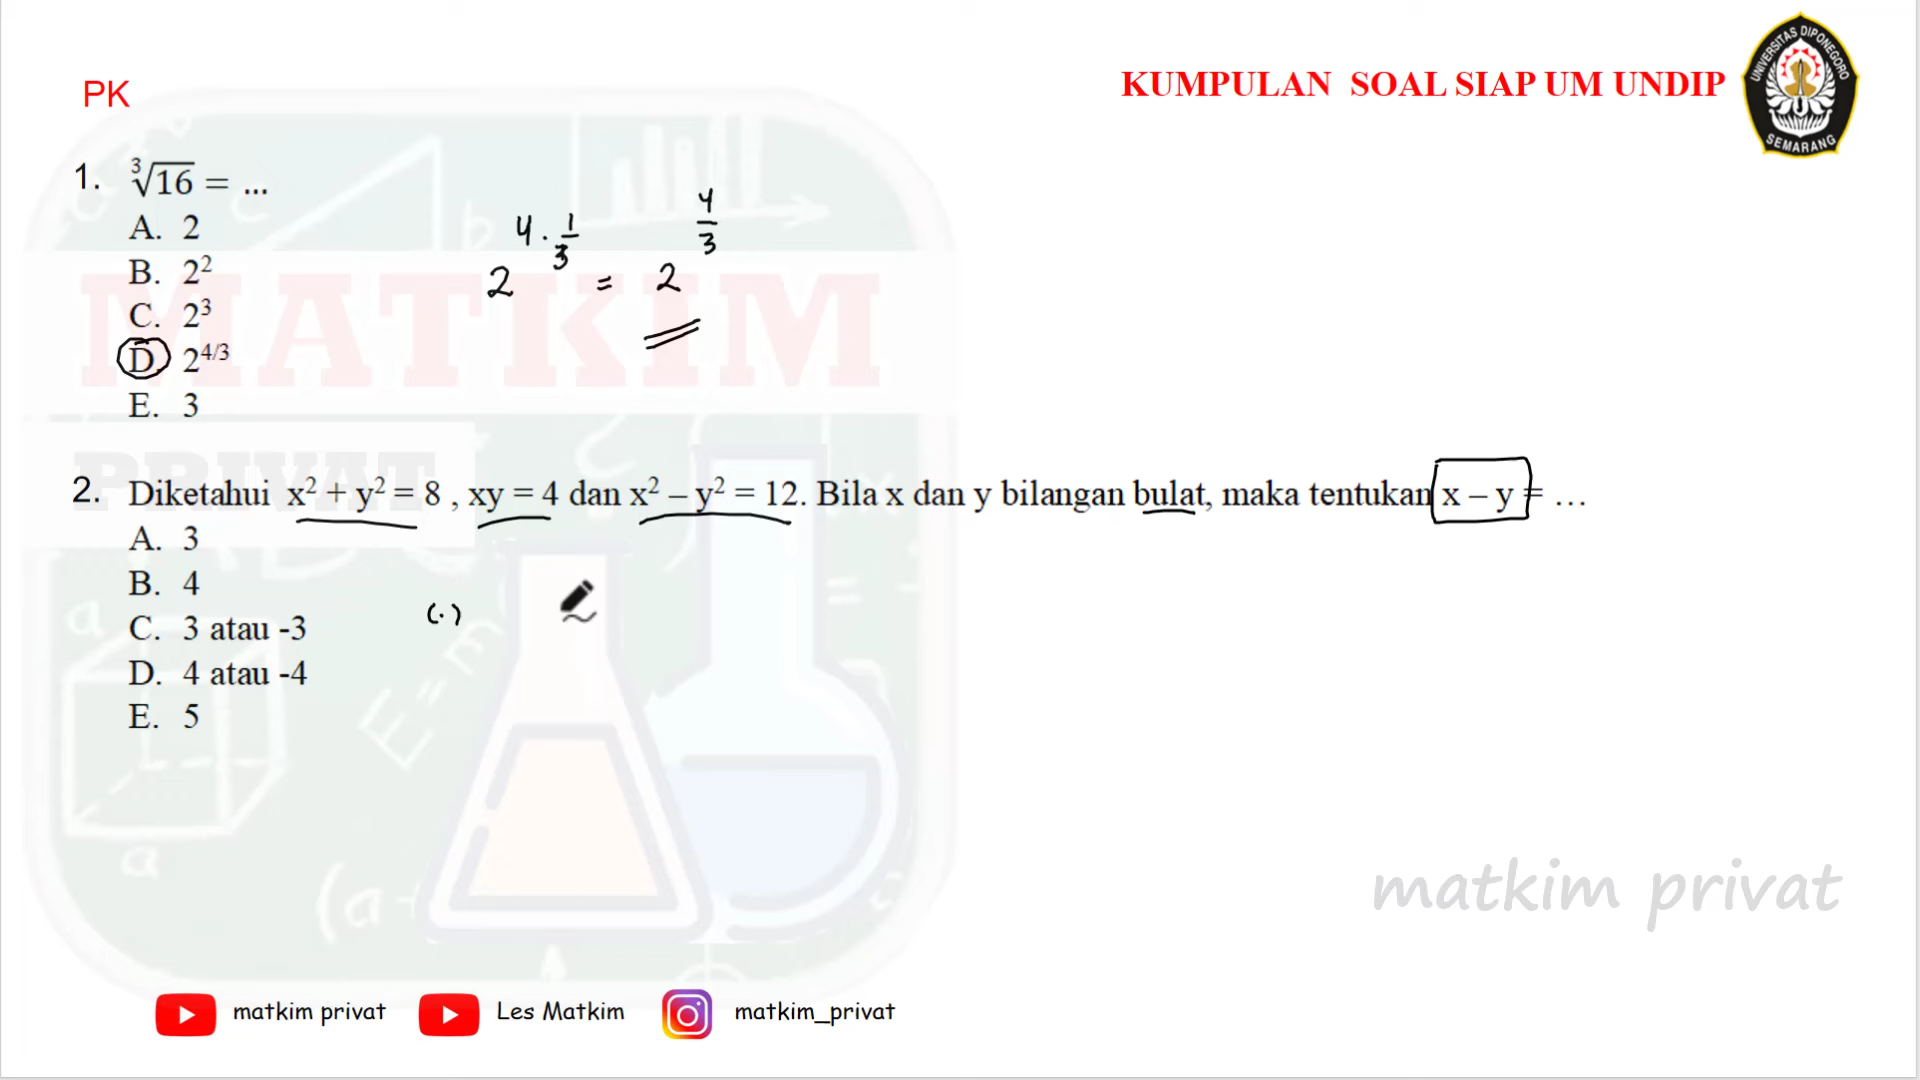 PK
KUMPULAN SOAL SIAP UM UNDIP
UNIVERSITAS DIPONEGORO
SEMARANG
1. ∛16 = ...
A. 2
B. 2²
C. 2³
D. 2^{4/3}
E. 3
2^{4 · 1/3} = 2^{4/3}
MATKIM
PRIVAT
2. Diketahui x² + y² = 8 , xy = 4 dan x² – y² = 12. Bila x dan y bilangan bulat, maka tentukan x – y = …
A. 3
B. 4
C. 3 atau -3
D. 4 atau -4
E. 5
(·)
matkim privat
matkim privat
Les Matkim
matkim_privat